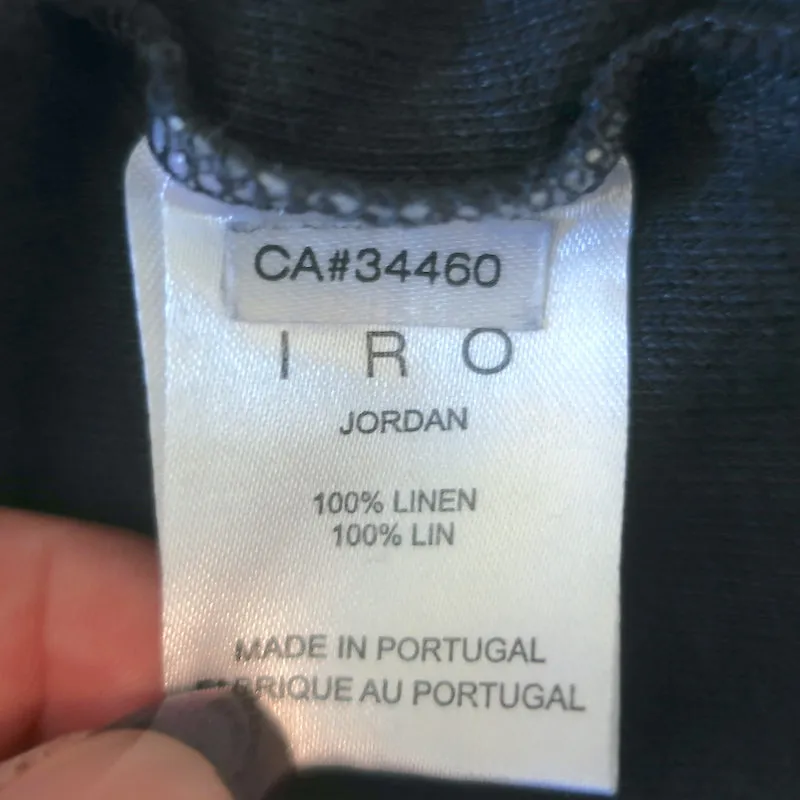 CA#34460
I R O
JORDAN
100% LINEN
100% LIN
MADE IN PORTUGAL
AU PORTUGAL